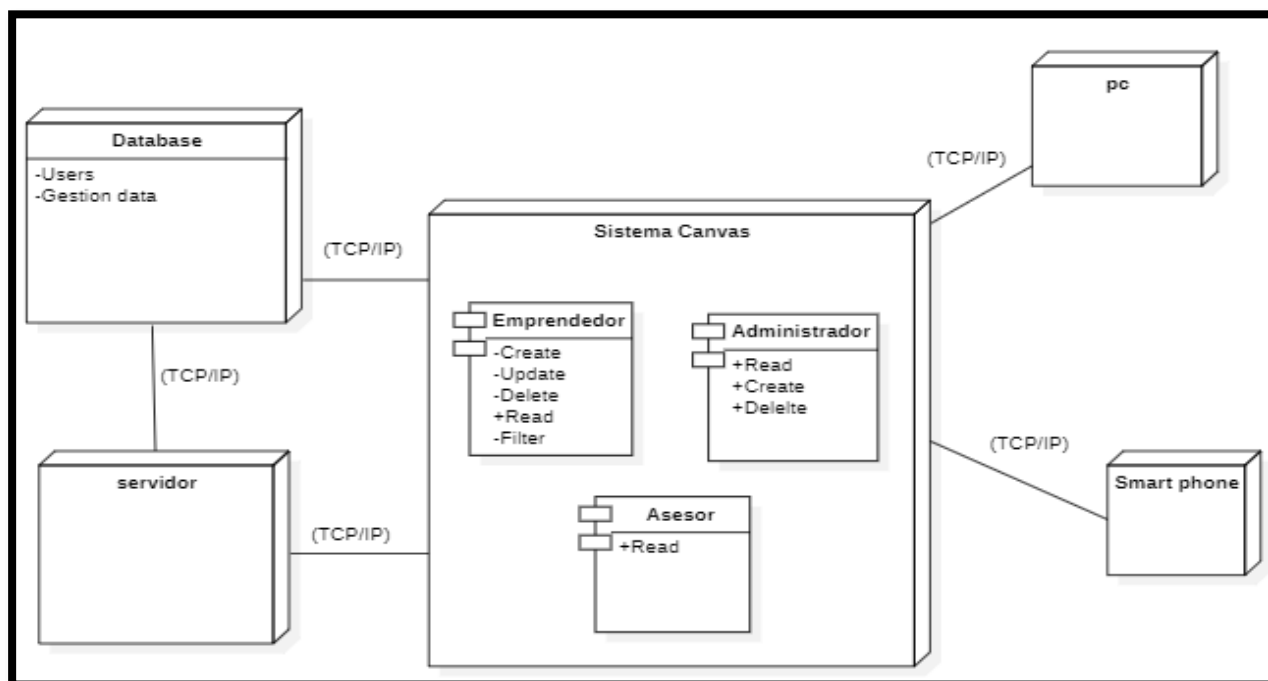 pc
Database
-Users
-Gestion data
(TCP/IP)
(TCP/IP)
Sistema Canvas
Emprendedor
-Create
-Update
-Delete
+Read
-Filter
Administrador
+Read
+Create
+Delelte
(TCP/IP)
servidor
(TCP/IP)
Asesor
+Read
(TCP/IP)
Smart phone